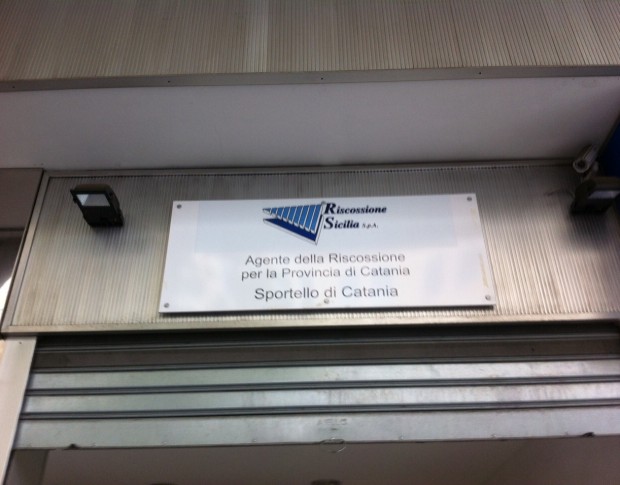 Riscossione
Sicilia S.p.A.
Agente della Riscossione
per la Provincia di Catania
Sportello di Catania